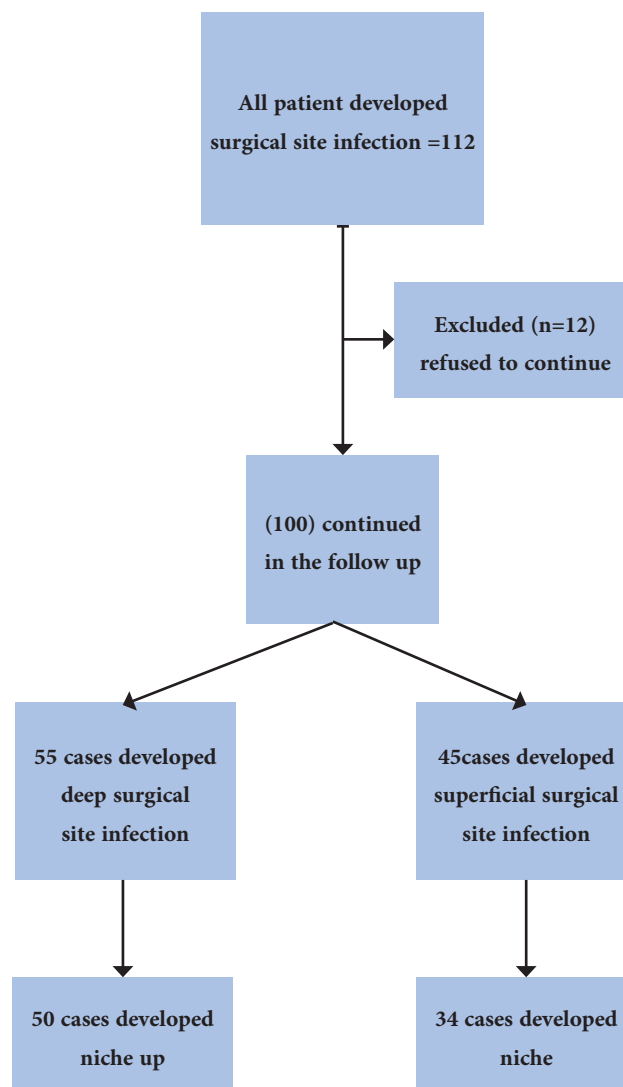 All patient developed
surgical site infection =112
Excluded (n=12)
refused to continue
(100) continued
in the follow up
55 cases developed
deep surgical
site infection
45cases developed
superficial surgical
site infection
50 cases developed
niche up
34 cases developed
niche